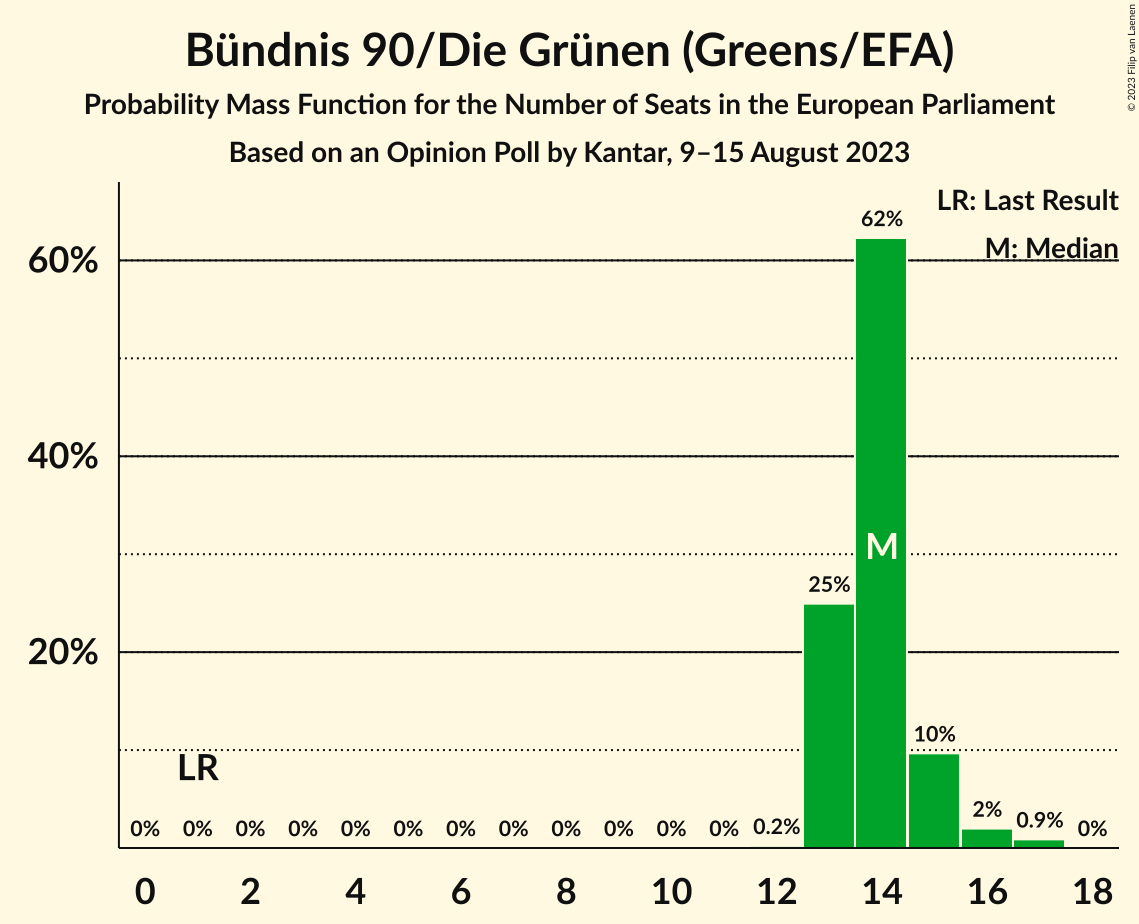 Bündnis 90/Die Grünen (Greens/EFA)
Probability Mass Function for the Number of Seats in the European Parliament
Based on an Opinion Poll by Kantar, 9–15 August 2023
© 2023 Filip van Laenen
LR: Last Result
M: Median
60%
40%
20%
62%
M
25%
10%
LR
0% 0% 0% 0% 0% 0% 0% 0% 0% 0% 0% 0% 0.2% 2% 0.9% 0%
0 2 4 6 8 10 12 14 16 18